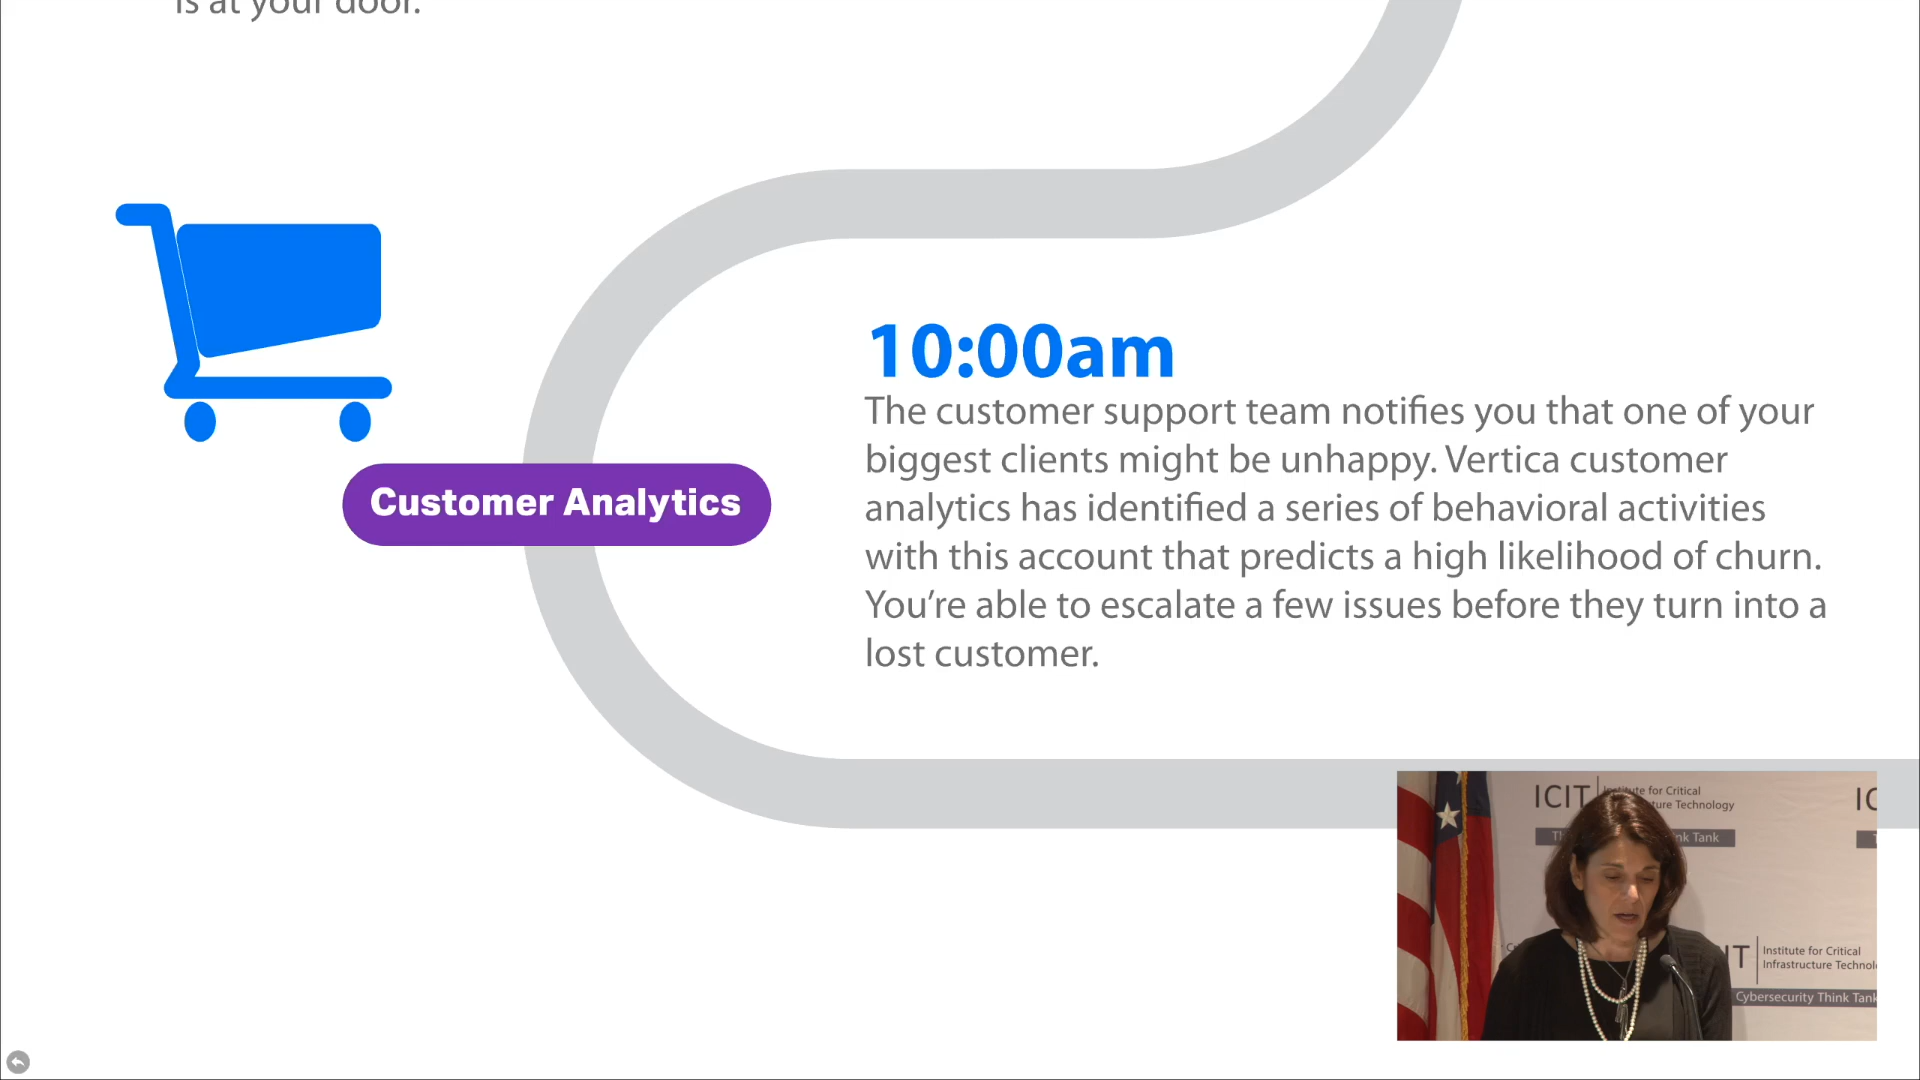 is at your door.
10:00am
The customer support team notifies you that one of your
biggest clients might be unhappy. Vertica customer
analytics has identified a series of behavioral activities
with this account that predicts a high likelihood of churn.
You’re able to escalate a few issues before they turn into a
lost customer.
Customer Analytics
ICIT
Critical
Technology
Think Tank
Institute for Critical
Cybersecurity Think Tank